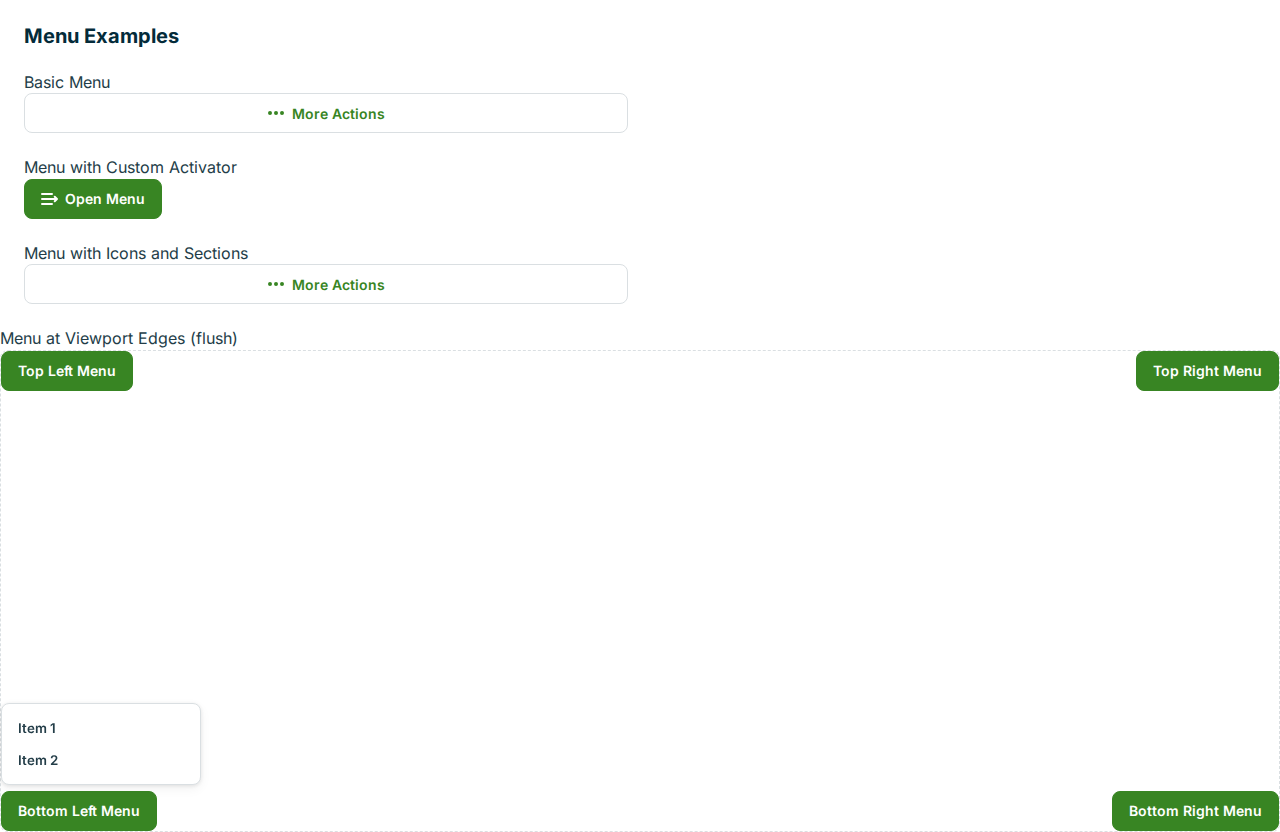 Menu Examples
Basic Menu
More Actions
Menu with Custom Activator
Open Menu
Menu with Icons and Sections
More Actions
Menu at Viewport Edges (flush)
Top Left Menu
Top Right Menu
Item 1
Item 2
Bottom Left Menu
Bottom Right Menu